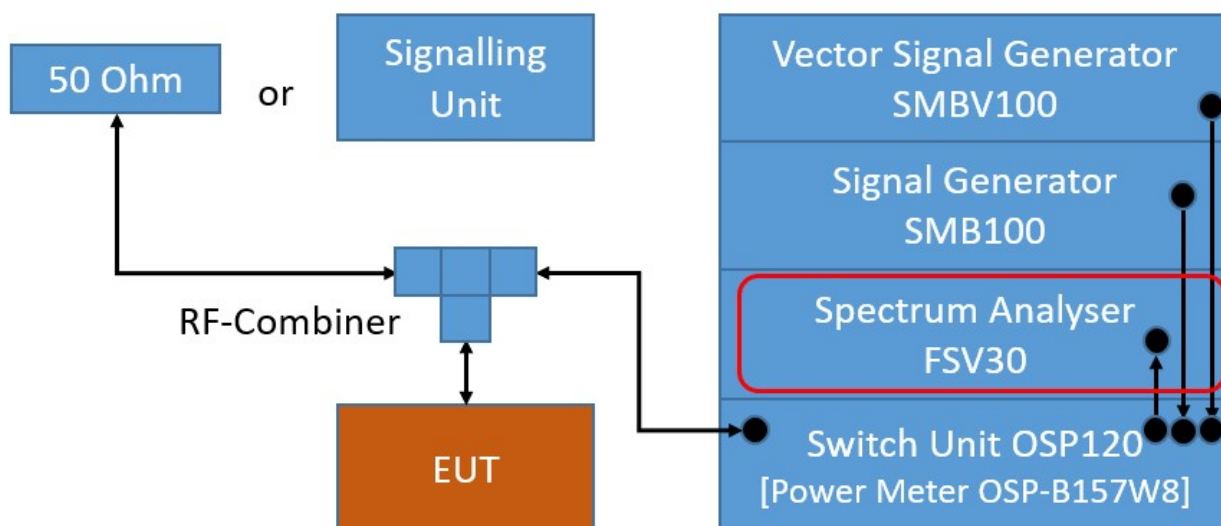 50 Ohm
or
Signalling
Unit
Vector Signal Generator
SMBV100
Signal Generator
SMB100
RF-Combiner
Spectrum Analyser
FSV30
EUT
Switch Unit OSP120
[Power Meter OSP-B157W8]